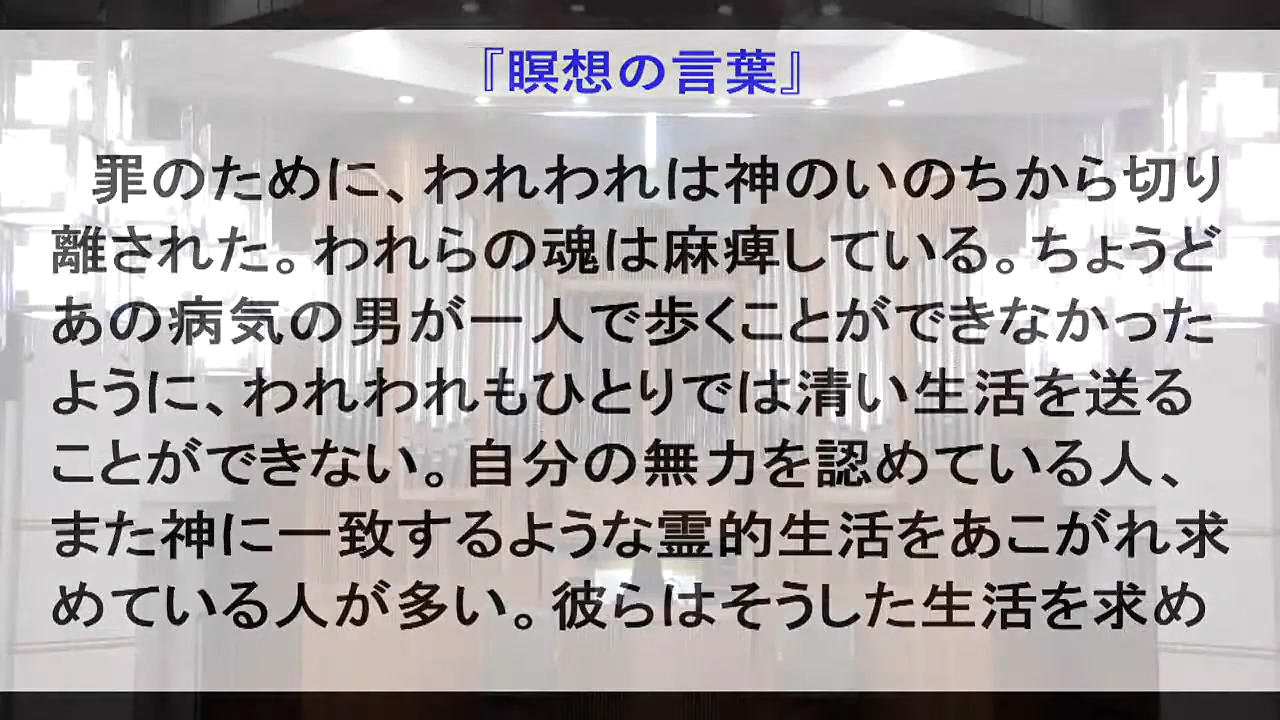 『瞑想の言葉』
罪のために、われわれは神のいのちから切り
離された。われらの魂は麻痺している。ちょうど
あの病気の男が一人で歩くことができなかった
ように、われわれもひとりでは清い生活を送る
ことができない。自分の無力を認めている人、
また神に一致するような霊的生活をあこがれ求
めている人が多い。彼らはそうした生活を求め